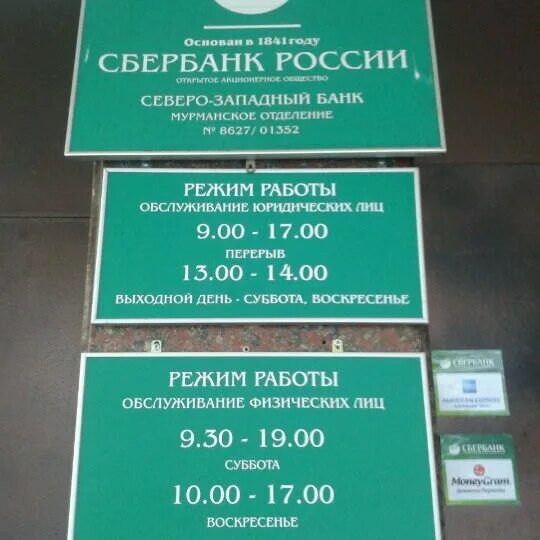 Основан в 1841 году
СБЕРБАНК РОССИИ
ОТКРЫТОЕ АКЦИОНЕРНОЕ ОБЩЕСТВО
СЕВЕРО-ЗАПАДНЫЙ БАНК
МУРМАНСКОЕ ОТДЕЛЕНИЕ
№ 8627/01352
РЕЖИМ РАБОТЫ
ОБСЛУЖИВАНИЕ ЮРИДИЧЕСКИХ ЛИЦ
9.00 - 17.00
ПЕРЕРЫВ
13.00 - 14.00
ВЫХОДНОЙ ДЕНЬ - СУББОТА, ВОСКРЕСЕНЬЕ
РЕЖИМ РАБОТЫ
ОБСЛУЖИВАНИЕ ФИЗИЧЕСКИХ ЛИЦ
9.30 - 19.00
СУББОТА
10.00 - 17.00
ВОСКРЕСЕНЬЕ
СБЕРБАНК
AMERICAN EXPRESS
СБЕРБАНК
MoneyGram